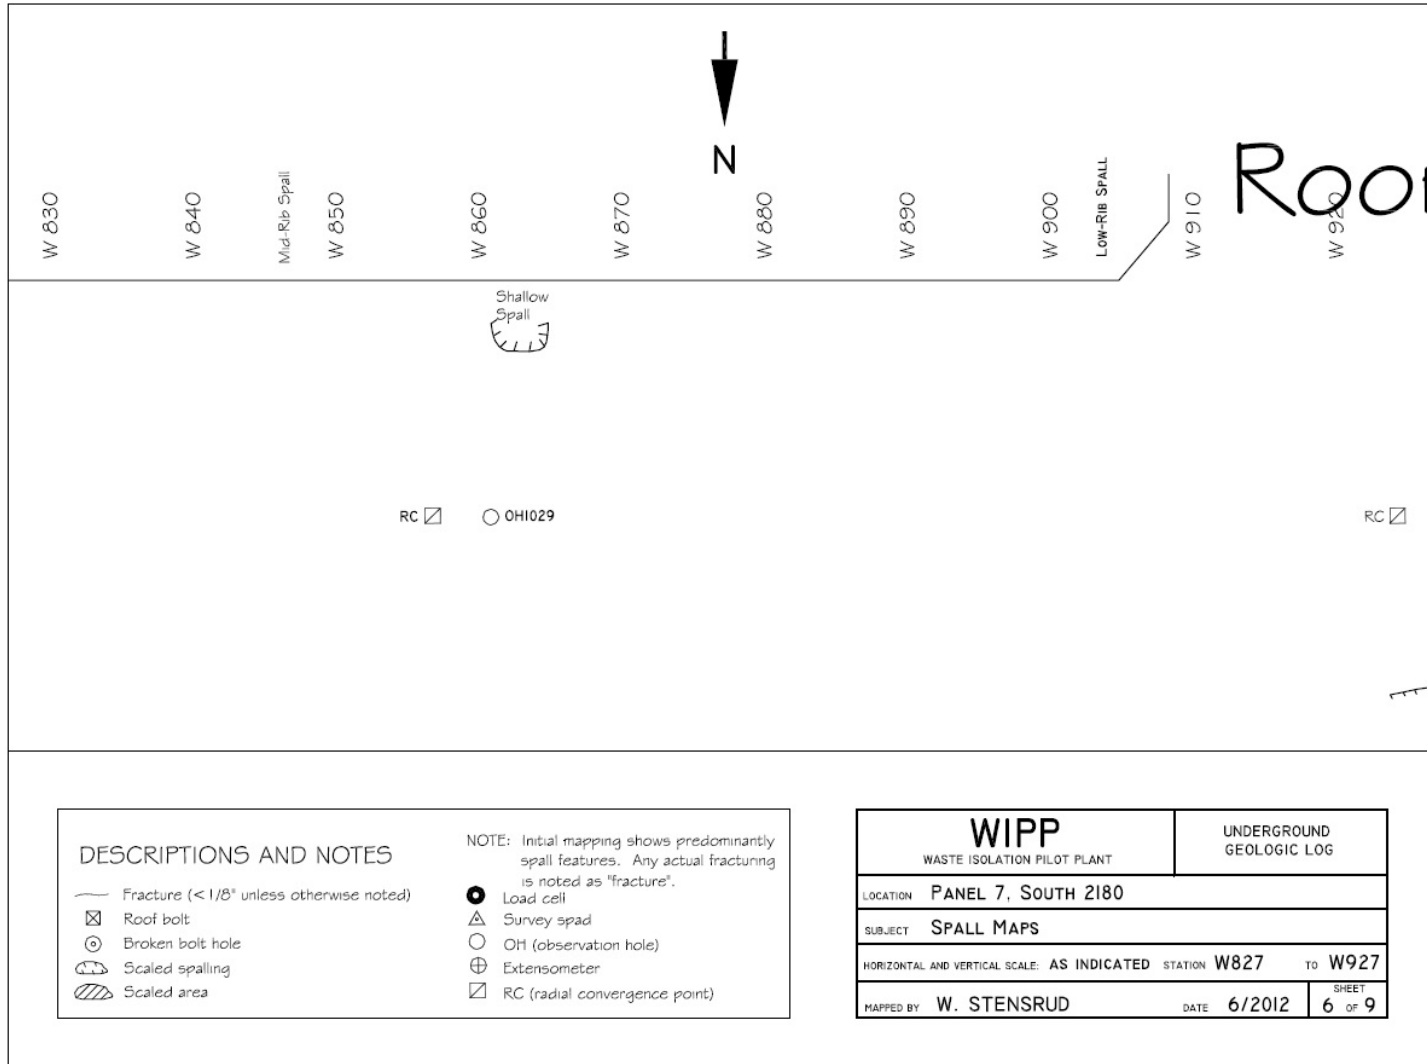 N
Roof
W 830
W 840
Mid-Rib Spall
W 850
W 860
W 870
W 880
W 890
W 900
LOW-RIB SPALL
W 910
W 920
Shallow
Spall
RC
OH1029
RC
DESCRIPTIONS AND NOTES
Fracture (< 1/8" unless otherwise noted)
Roof bolt
Broken bolt hole
Scaled spalling
Scaled area
NOTE: Initial mapping shows predominantly
spall features. Any actual fracturing
is noted as "fracture".
Load cell
Survey spad
OH (observation hole)
Extensometer
RC (radial convergence point)
WIPP
WASTE ISOLATION PILOT PLANT
UNDERGROUND
GEOLOGIC LOG
LOCATION PANEL 7, SOUTH 2180
SUBJECT SPALL MAPS
HORIZONTAL AND VERTICAL SCALE: AS INDICATED STATION W827 TO W927
MAPPED BY W. STENSRUD DATE 6/2012
SHEET
6 OF 9